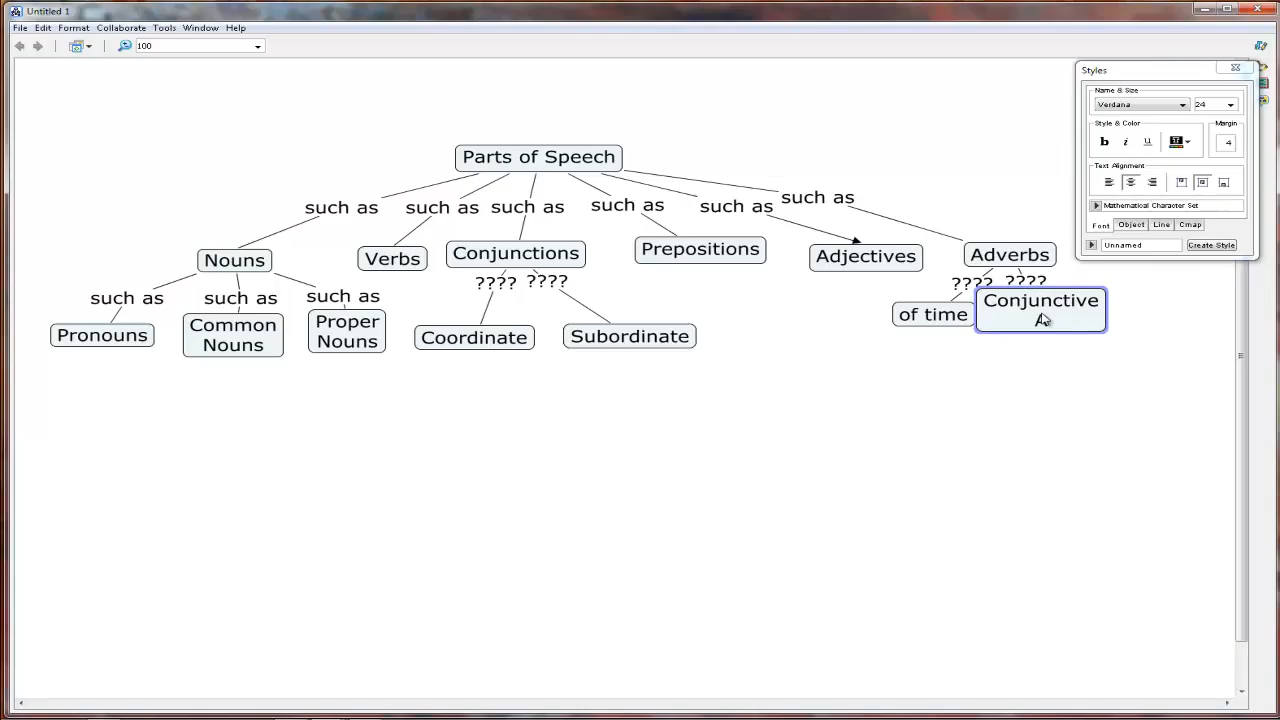 Untitled 1
File Edit Format Collaborate Tools Window Help
100
Styles
Name & Size
Verdana 24
Style & Color Margin
b i u 4
Text Alignment
Mathematical Character Set
Font Object Line Cmap
Unnamed Create Style
Parts of Speech
such as such as such as such as such as such as
Nouns Verbs Conjunctions Prepositions Adjectives Adverbs
such as such as such as ???? ???? ???? ????
Pronouns
Common
Nouns
Proper
Nouns
Coordinate
Subordinate
of time
Conjunctive
A